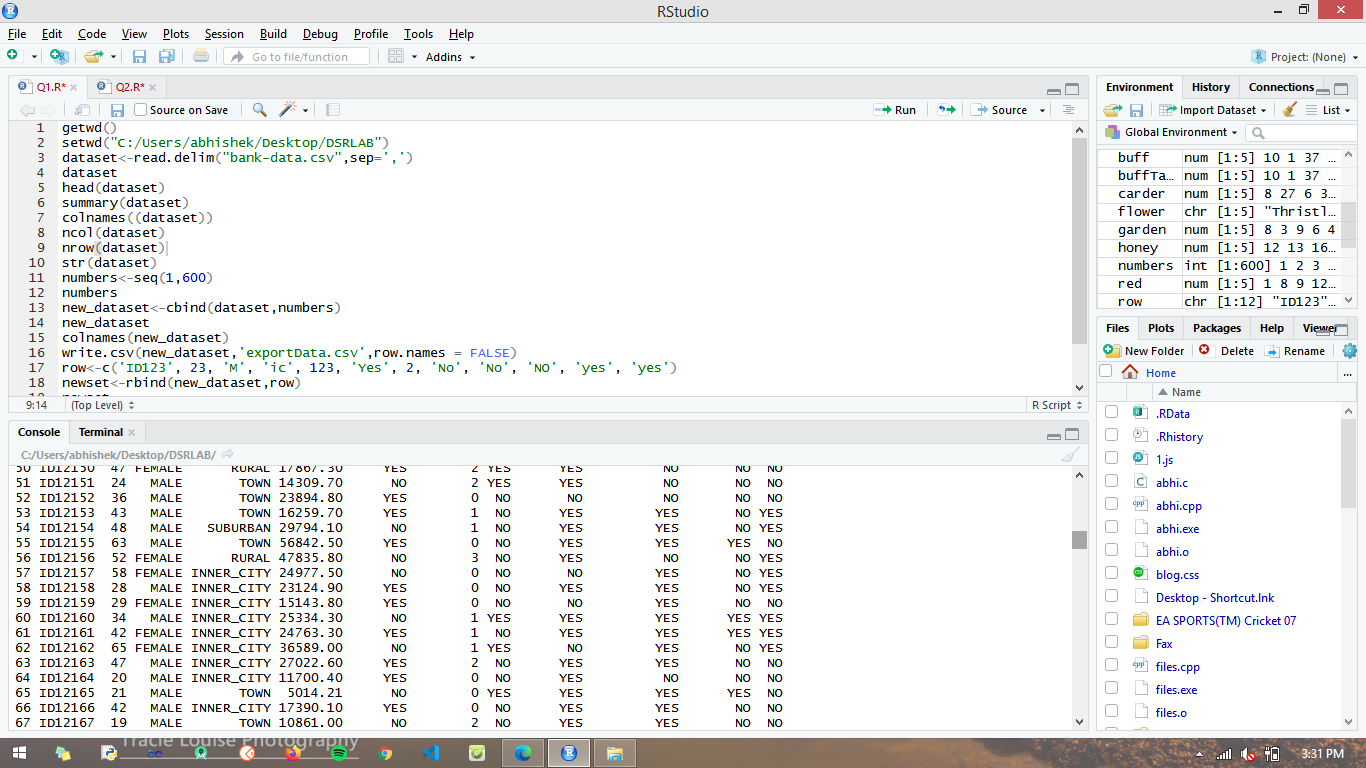 RStudio
File Edit Code View Plots Session Build Debug Profile Tools Help
Go to file/function Addins Project: (None)
Q1.R* Q2.R*
Source on Save Run Source
1 getwd()
2 setwd("C:/Users/abhishek/Desktop/DSRLAB")
3 dataset<-read.delim("bank-data.csv",sep=',')
4 dataset
5 head(dataset)
6 summary(dataset)
7 colnames((dataset))
8 ncol(dataset)
9 nrow(dataset)
10 str(dataset)
11 numbers<-seq(1,600)
12 numbers
13 new_dataset<-cbind(dataset,numbers)
14 new_dataset
15 colnames(new_dataset)
16 write.csv(new_dataset,'exportData.csv',row.names = FALSE)
17 row<-c('ID123', 23, 'M', 'ic', 123, 'Yes', 2, 'No', 'No', 'NO', 'yes', 'yes')
18 newset<-rbind(new_dataset,row)
9:14 (Top Level) R Script
Console Terminal
C:/Users/abhishek/Desktop/DSRLAB/
50 ID12150 47 FEMALE RURAL 17867.30 YES 2 YES YES NO NO NO
51 ID12151 24 MALE TOWN 14309.70 NO 2 YES YES NO NO NO
52 ID12152 36 MALE TOWN 23894.80 YES 0 NO NO NO NO NO
53 ID12153 43 MALE TOWN 16259.70 YES 1 NO YES YES NO YES
54 ID12154 48 MALE SUBURBAN 29794.10 NO 1 NO YES YES NO YES
55 ID12155 63 MALE TOWN 56842.50 YES 0 NO YES YES YES NO
56 ID12156 52 FEMALE RURAL 47835.80 NO 3 NO YES NO NO YES
57 ID12157 58 FEMALE INNER_CITY 24977.50 NO 0 NO NO YES NO YES
58 ID12158 28 MALE INNER_CITY 23124.90 YES 0 NO YES YES NO YES
59 ID12159 29 FEMALE INNER_CITY 15143.80 YES 0 NO NO YES NO NO
60 ID12160 34 MALE INNER_CITY 25334.30 NO 1 YES YES YES YES YES
61 ID12161 42 FEMALE INNER_CITY 24763.30 YES 1 NO YES YES YES YES
62 ID12162 65 FEMALE INNER_CITY 36589.00 NO 1 YES NO YES NO YES
63 ID12163 47 MALE INNER_CITY 27022.60 YES 2 NO YES YES NO NO
64 ID12164 20 MALE INNER_CITY 11700.40 YES 0 NO YES NO NO NO
65 ID12165 21 MALE TOWN 5014.21 NO 0 YES YES YES YES NO
66 ID12166 42 MALE INNER_CITY 17390.10 YES 0 NO YES YES NO NO
67 ID12167 19 MALE TOWN 10861.00 NO 2 NO YES YES NO NO
Environment History Connections
Import Dataset List
Global Environment
buff num [1:5] 10 1 37 ...
buffTa... num [1:5] 10 1 37 ...
carder num [1:5] 8 27 6 3...
flower chr [1:5] "Thristl...
garden num [1:5] 8 3 9 6 4
honey num [1:5] 12 13 16...
numbers int [1:600] 1 2 3 ...
red num [1:5] 1 8 9 12...
row chr [1:12] "ID123"...
Files Plots Packages Help Viewer
New Folder Delete Rename
Home ...
Name
.RData
.Rhistory
1.js
abhi.c
abhi.cpp
abhi.exe
abhi.o
blog.css
Desktop - Shortcut.lnk
EA SPORTS(TM) Cricket 07
Fax
files.cpp
files.exe
files.o
Tracie Louise Photography
3:31 PM